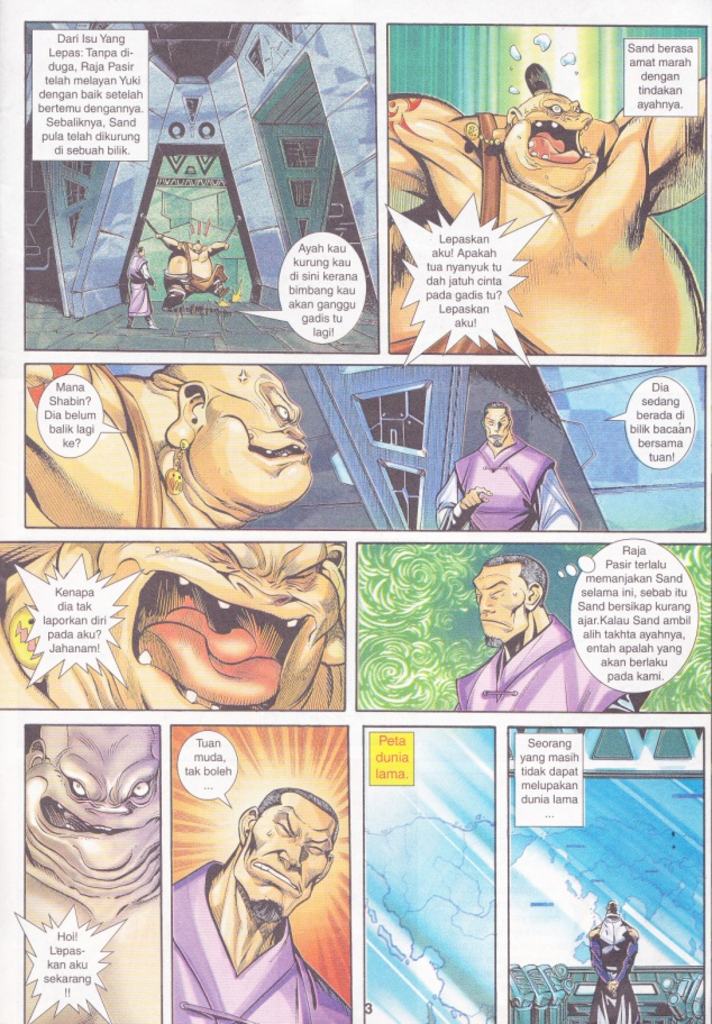 Dari Isu Yang
Lepas: Tanpa di-
duga, Raja Pasir
telah melayan Yuki
dengan baik setelah
bertemu dengannya.
Sebaliknya, Sand
pula telah dikurung
di sebuah bilik.
Ayah kau
kurung kau
di sini kerana
bimbang kau
akan ganggu
gadis tu
lagi!
Sand berasa
amat marah
dengan
tindakan
ayahnya.
Lepaskan
aku! Apakah
tua nyanyuk tu
dah jatuh cinta
pada gadis tu?
Lepaskan
aku!
Mana
Shabin?
Dia belum
balik lagi
ke?
Dia
sedang
berada di
bilik bacaan
bersama
tuan!
Kenapa
dia tak
laporkan diri
pada aku?
Jahanam!
Raja
Pasir terlalu
memanjakan Sand
selama ini, sebab itu
Sand bersikap kurang
ajar.Kalau Sand ambil
alih takhta ayahnya,
entah apalah yang
akan berlaku
pada kami.
Hoi!
Lepas-
kan aku
sekarang
!!
Tuan
muda,
tak boleh
...
Peta
dunia
lama.
Seorang
yang masih
tidak dapat
melupakan
dunia lama
...
3